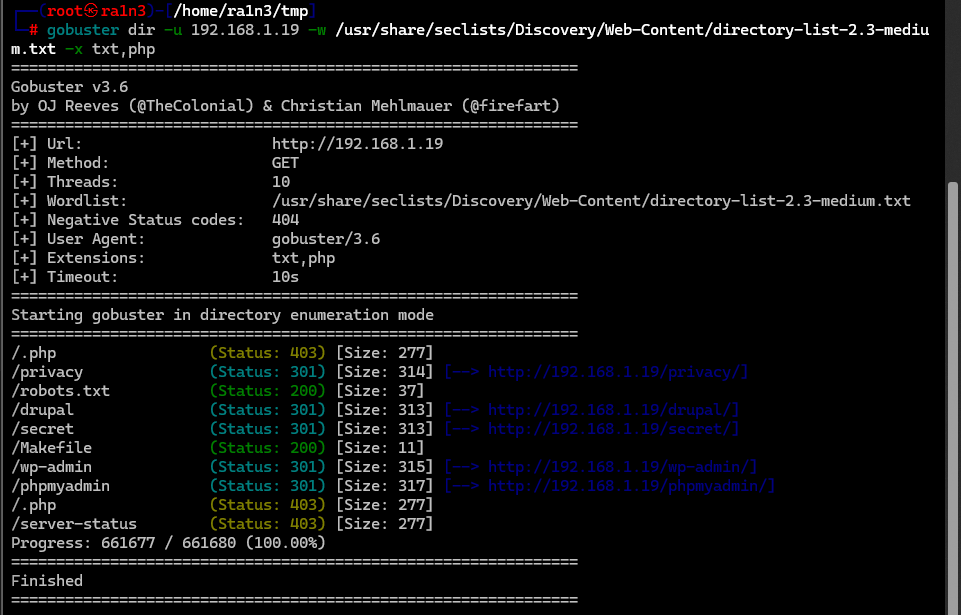 ┌──(root㉿ra1n3)-[/home/ra1n3/tmp]
└─# gobuster dir -u 192.168.1.19 -w /usr/share/seclists/Discovery/Web-Content/directory-list-2.3-mediu
m.txt -x txt,php
===============================================================
Gobuster v3.6
by OJ Reeves (@TheColonial) & Christian Mehlmauer (@firefart)
===============================================================
[+] Url:                     http://192.168.1.19
[+] Method:                  GET
[+] Threads:                 10
[+] Wordlist:                /usr/share/seclists/Discovery/Web-Content/directory-list-2.3-medium.txt
[+] Negative Status codes:   404
[+] User Agent:              gobuster/3.6
[+] Extensions:              txt,php
[+] Timeout:                 10s
===============================================================
Starting gobuster in directory enumeration mode
===============================================================
/.php                 (Status: 403) [Size: 277]
/privacy              (Status: 301) [Size: 314] [--> http://192.168.1.19/privacy/]
/robots.txt           (Status: 200) [Size: 37]
/drupal               (Status: 301) [Size: 313] [--> http://192.168.1.19/drupal/]
/secret               (Status: 301) [Size: 313] [--> http://192.168.1.19/secret/]
/Makefile             (Status: 200) [Size: 11]
/wp-admin             (Status: 301) [Size: 315] [--> http://192.168.1.19/wp-admin/]
/phpmyadmin           (Status: 301) [Size: 317] [--> http://192.168.1.19/phpmyadmin/]
/.php                 (Status: 403) [Size: 277]
/server-status        (Status: 403) [Size: 277]
Progress: 661677 / 661680 (100.00%)
===============================================================
Finished
===============================================================